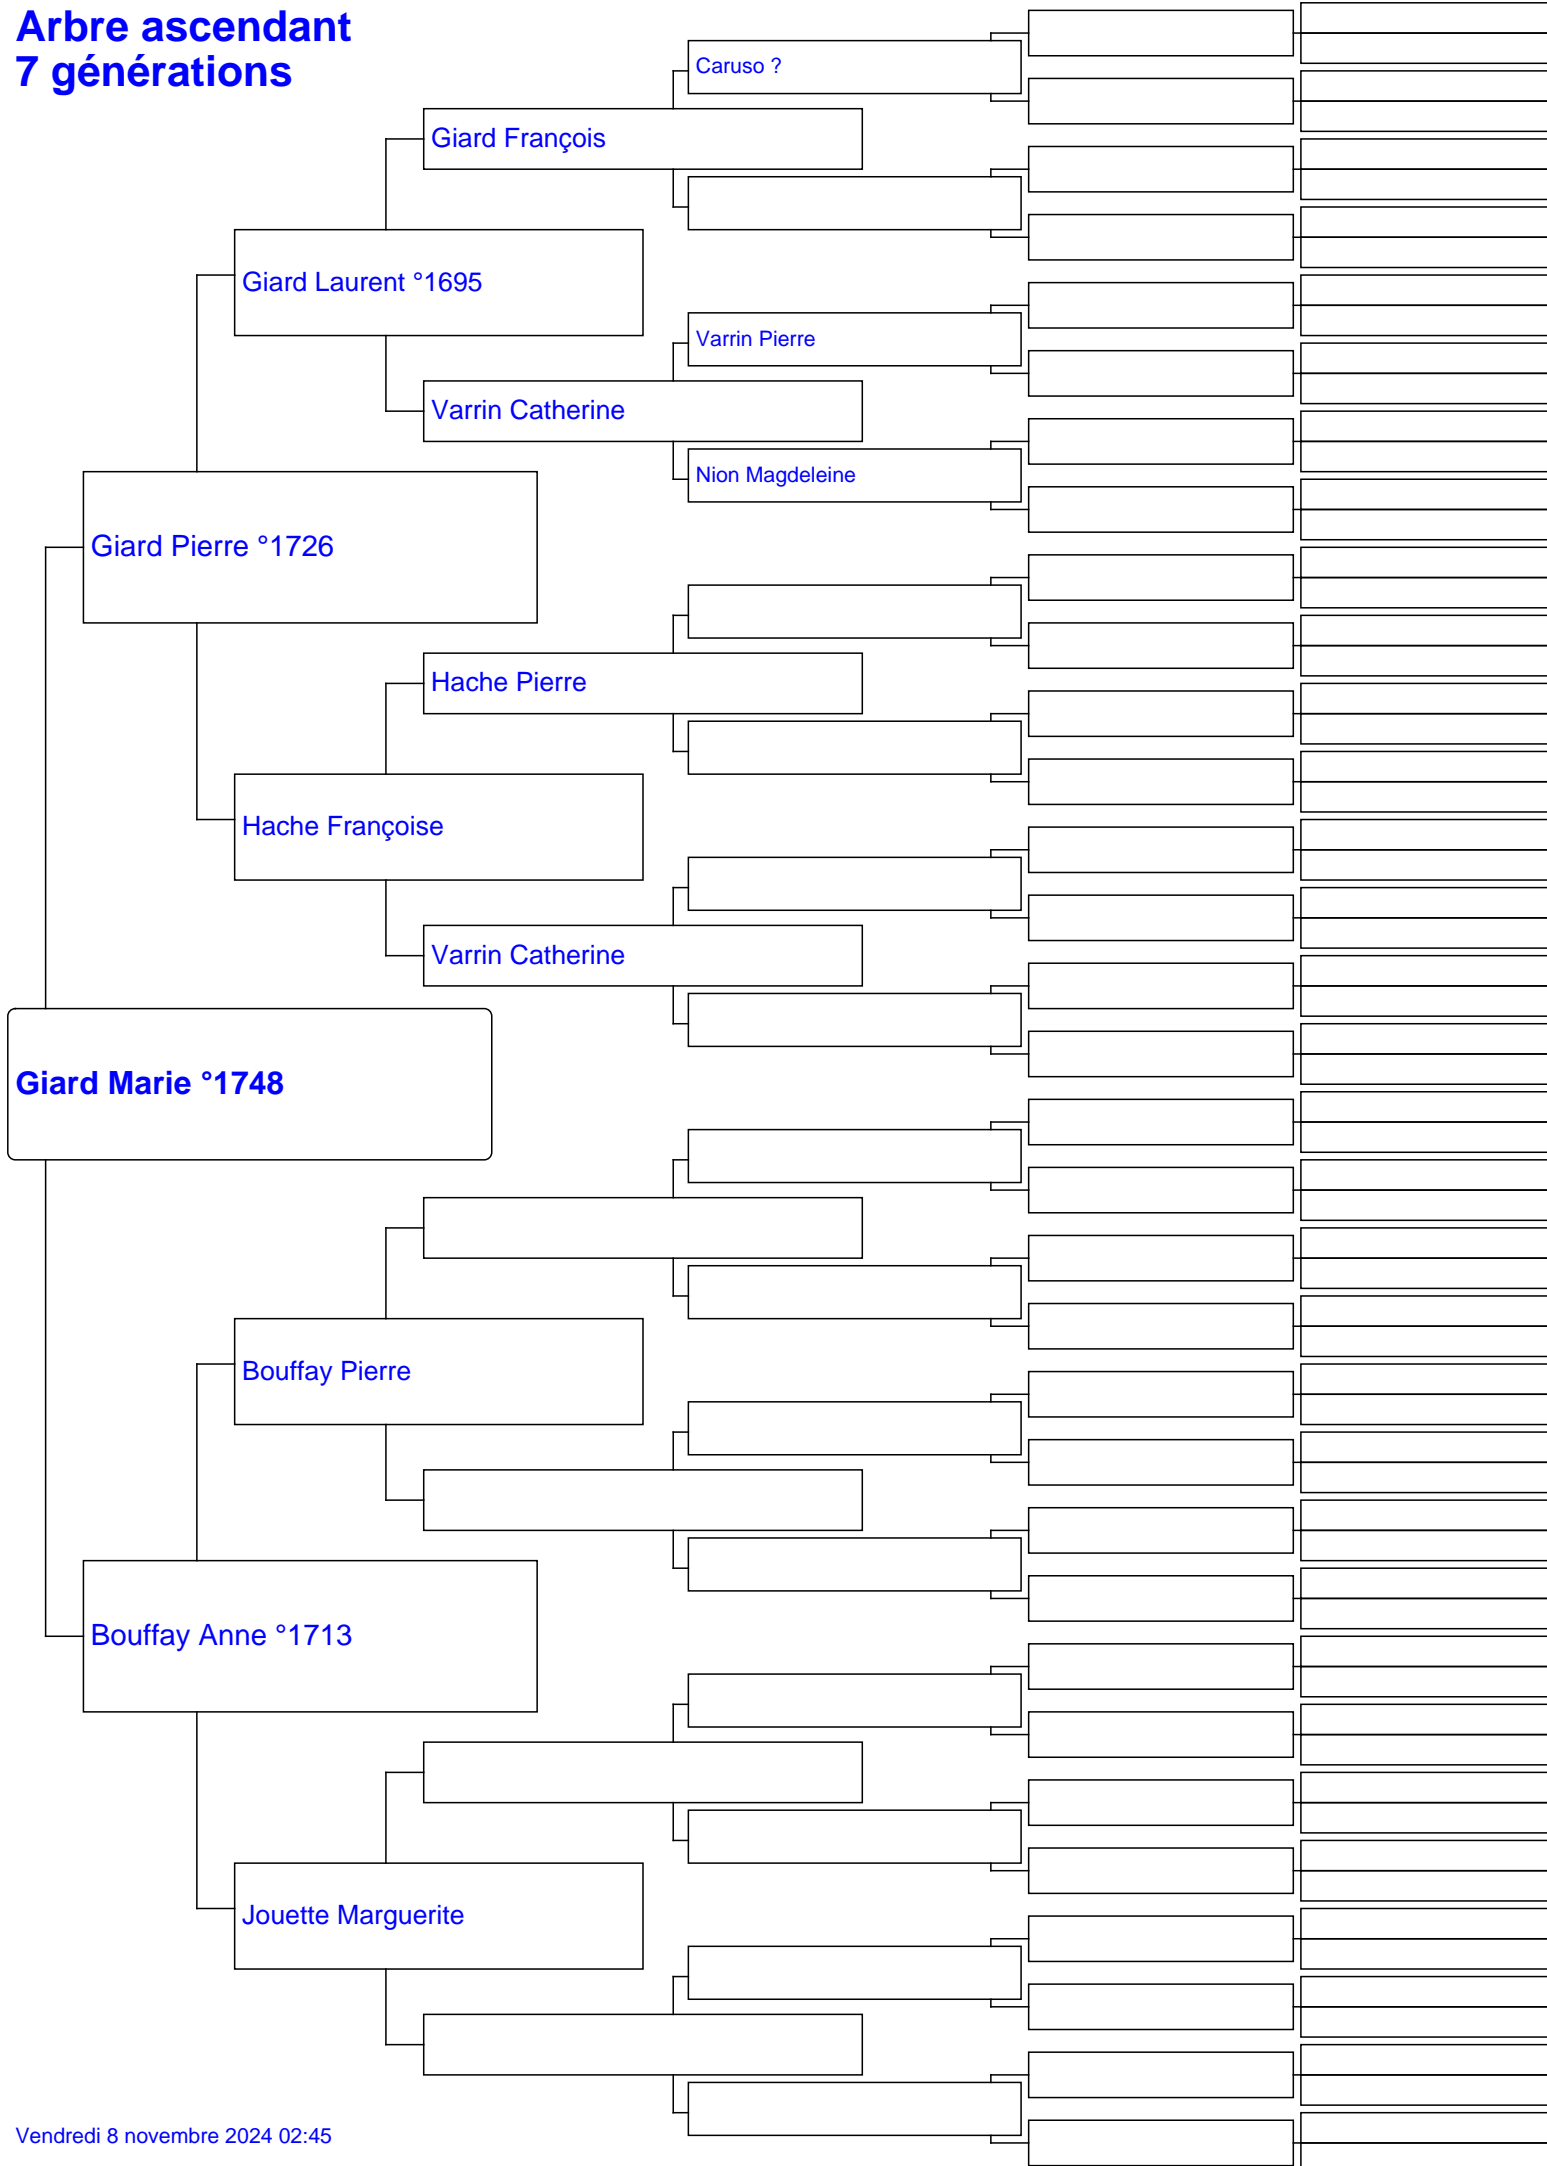 Arbre ascendant
7 générations
Caruso ?
Giard François
Giard Laurent °1695
Varrin Pierre
Varrin Catherine
Nion Magdeleine
Giard Pierre °1726
Hache Pierre
Hache Françoise
Varrin Catherine
Giard Marie °1748
Bouffay Pierre
Bouffay Anne °1713
Jouette Marguerite
Vendredi 8 novembre 2024 02:45